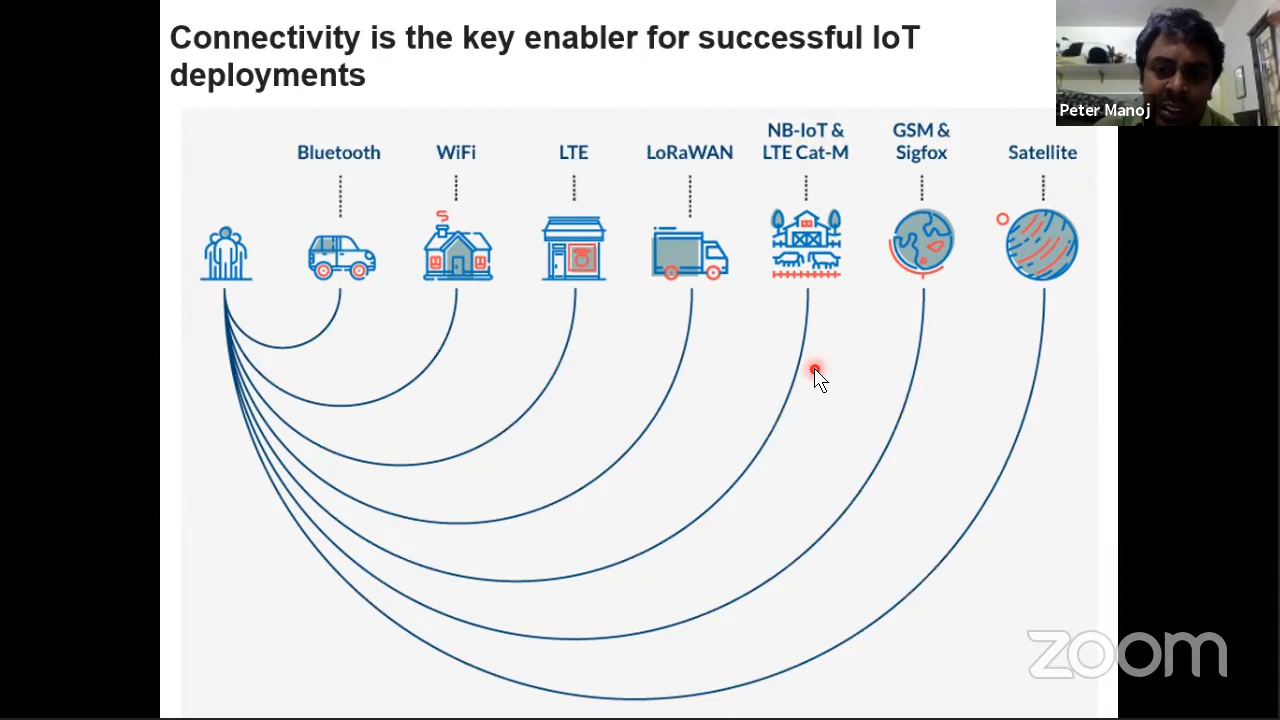 Connectivity is the key enabler for successful IoT
deployments
Peter Manoj
Bluetooth
WiFi
LTE
LoRaWAN
NB-IoT &
LTE Cat-M
GSM &
Sigfox
Satellite
zoom